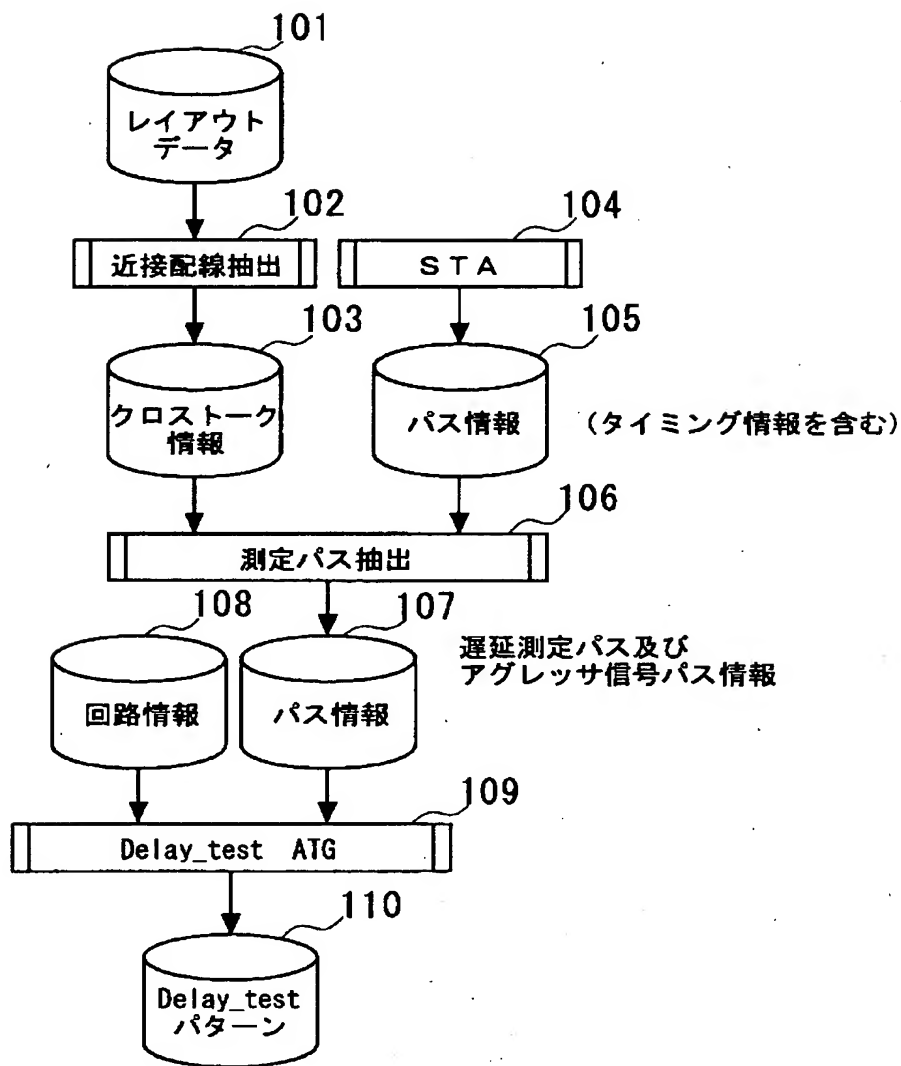 101
レイアウト
データ
102
近接配線抽出
104
STA
103
クロストーク
情報
105
パス情報
(タイミング情報を含む)
106
測定パス抽出
108
回路情報
107
パス情報
遅延測定パス及び
アグレッサ信号パス情報
109
Delay_test ATG
110
Delay_test
パターン